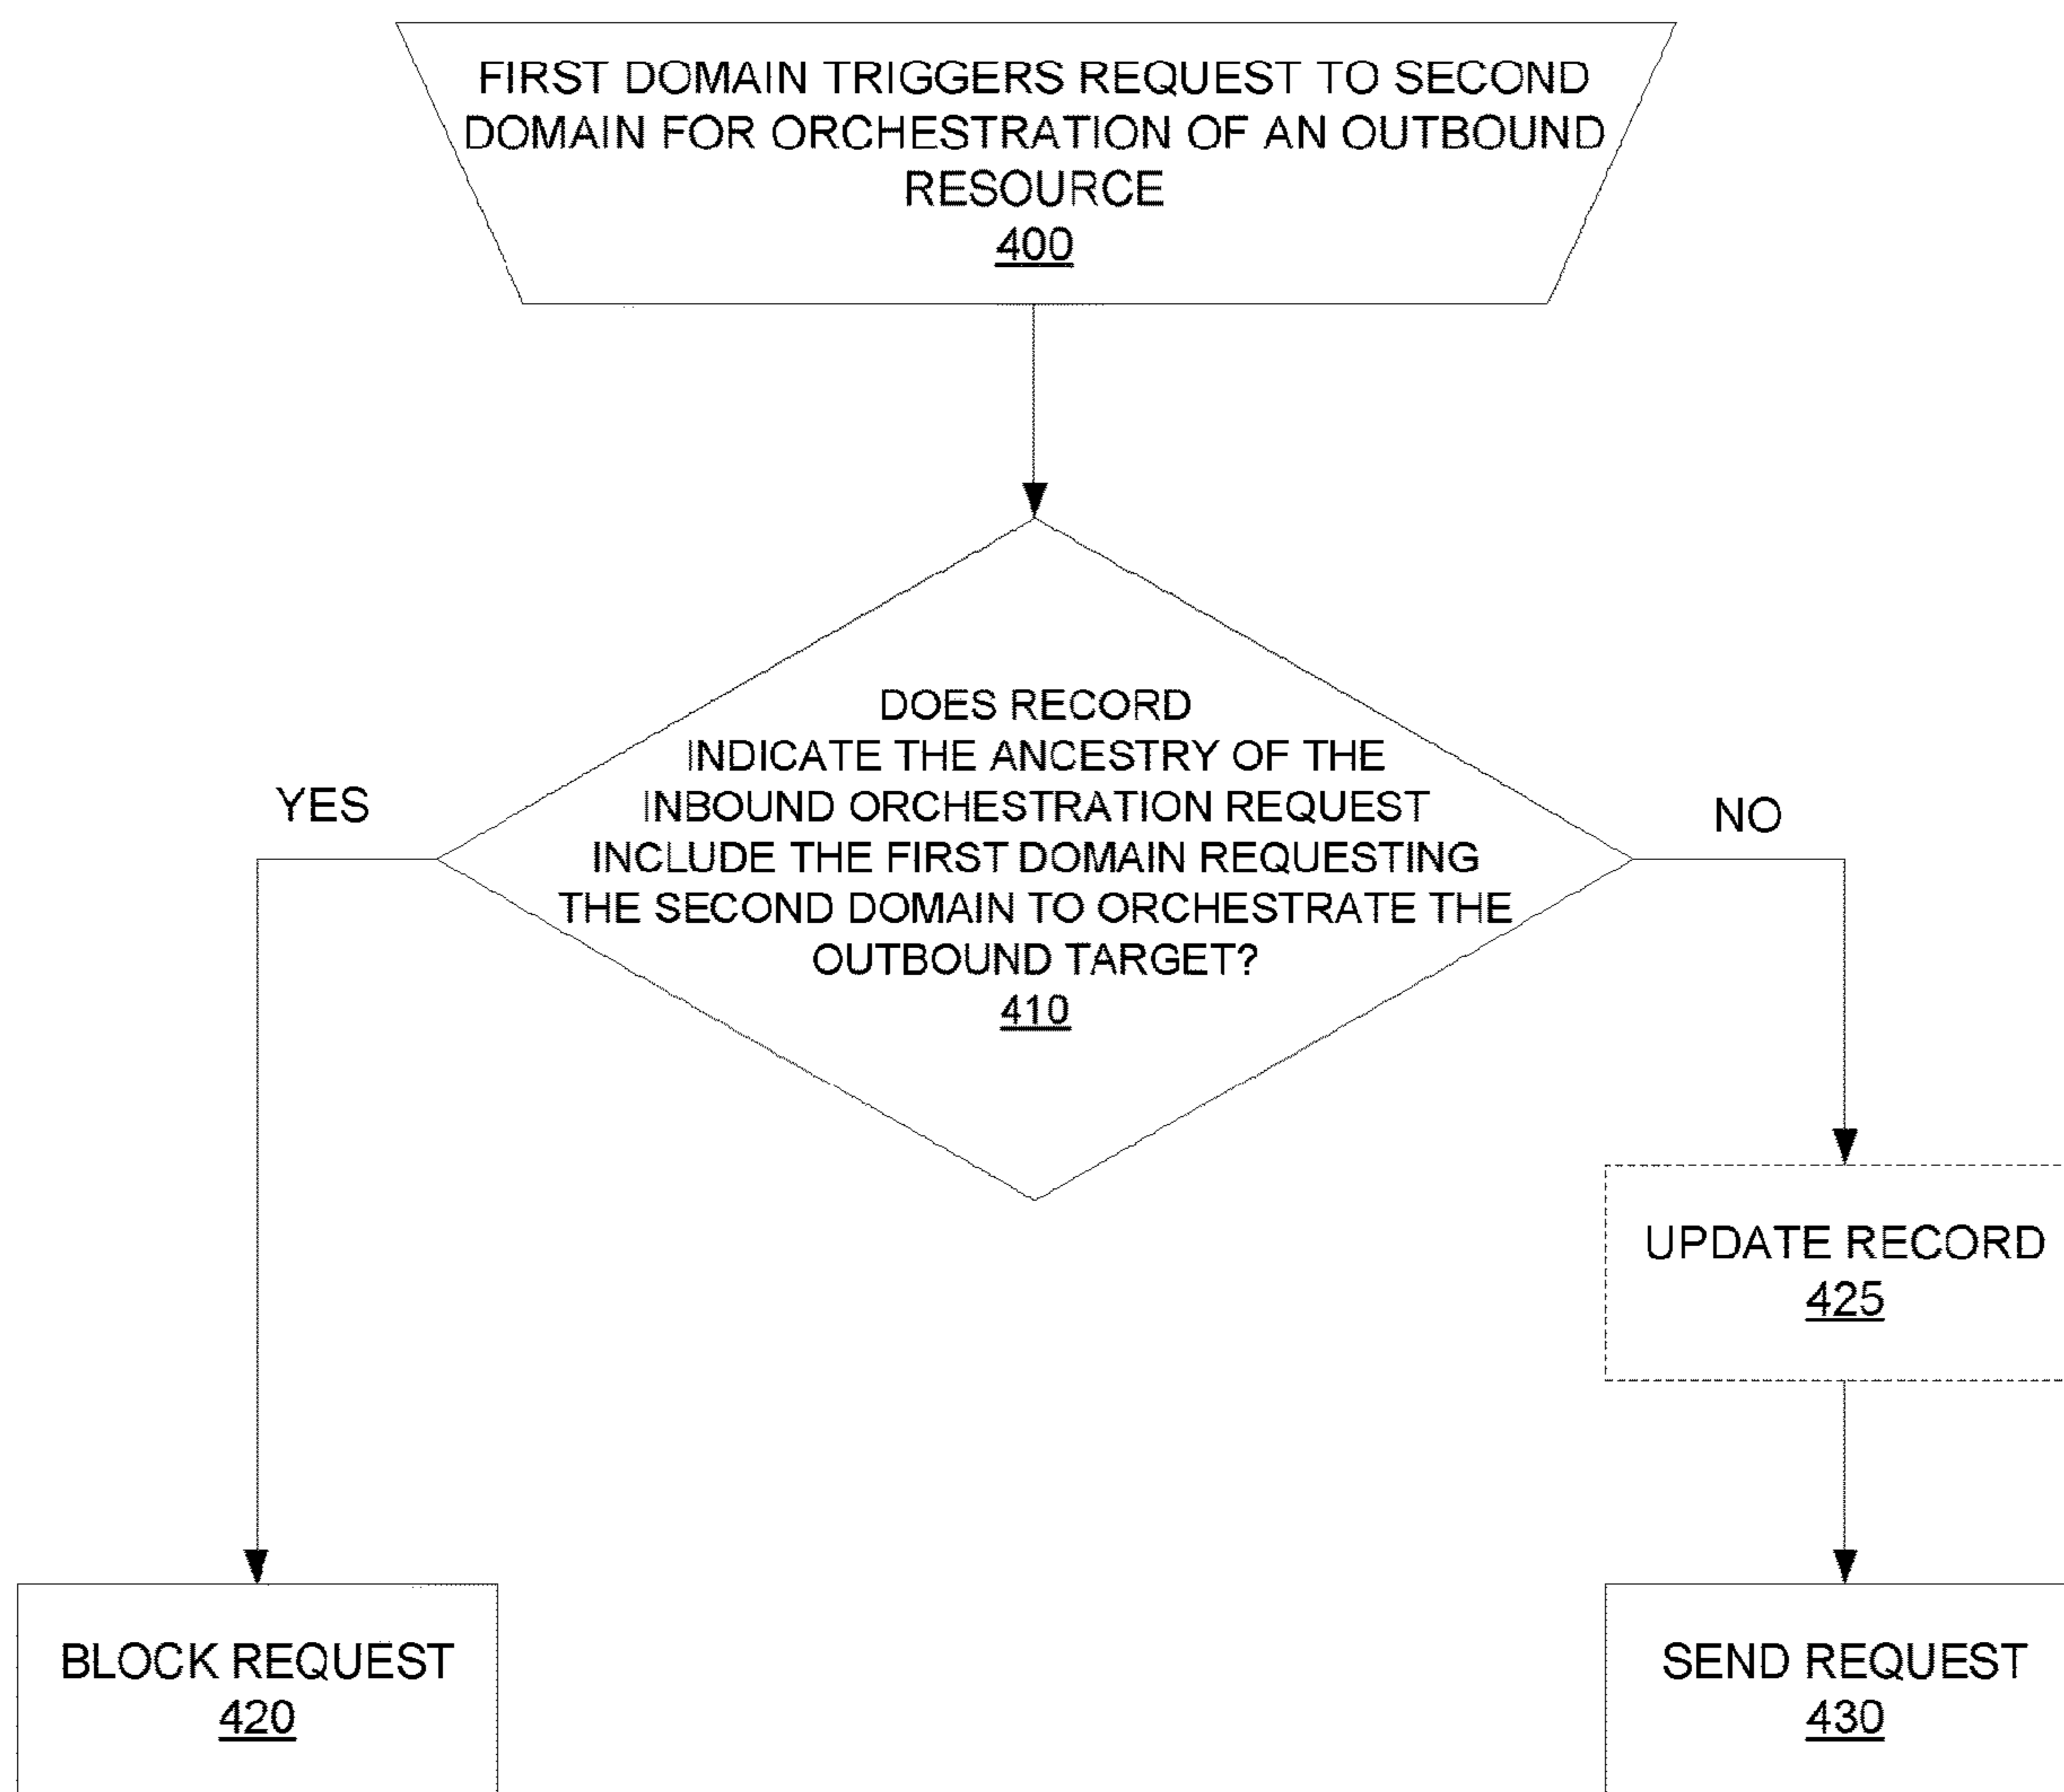 FIRST DOMAIN TRIGGERS REQUEST TO SECOND
DOMAIN FOR ORCHESTRATION OF AN OUTBOUND
RESOURCE
400
DOES RECORD
INDICATE THE ANCESTRY OF THE
INBOUND ORCHESTRATION REQUEST
INCLUDE THE FIRST DOMAIN REQUESTING
THE SECOND DOMAIN TO ORCHESTRATE THE
OUTBOUND TARGET?
410
YES
NO
UPDATE RECORD
425
BLOCK REQUEST
420
SEND REQUEST
430